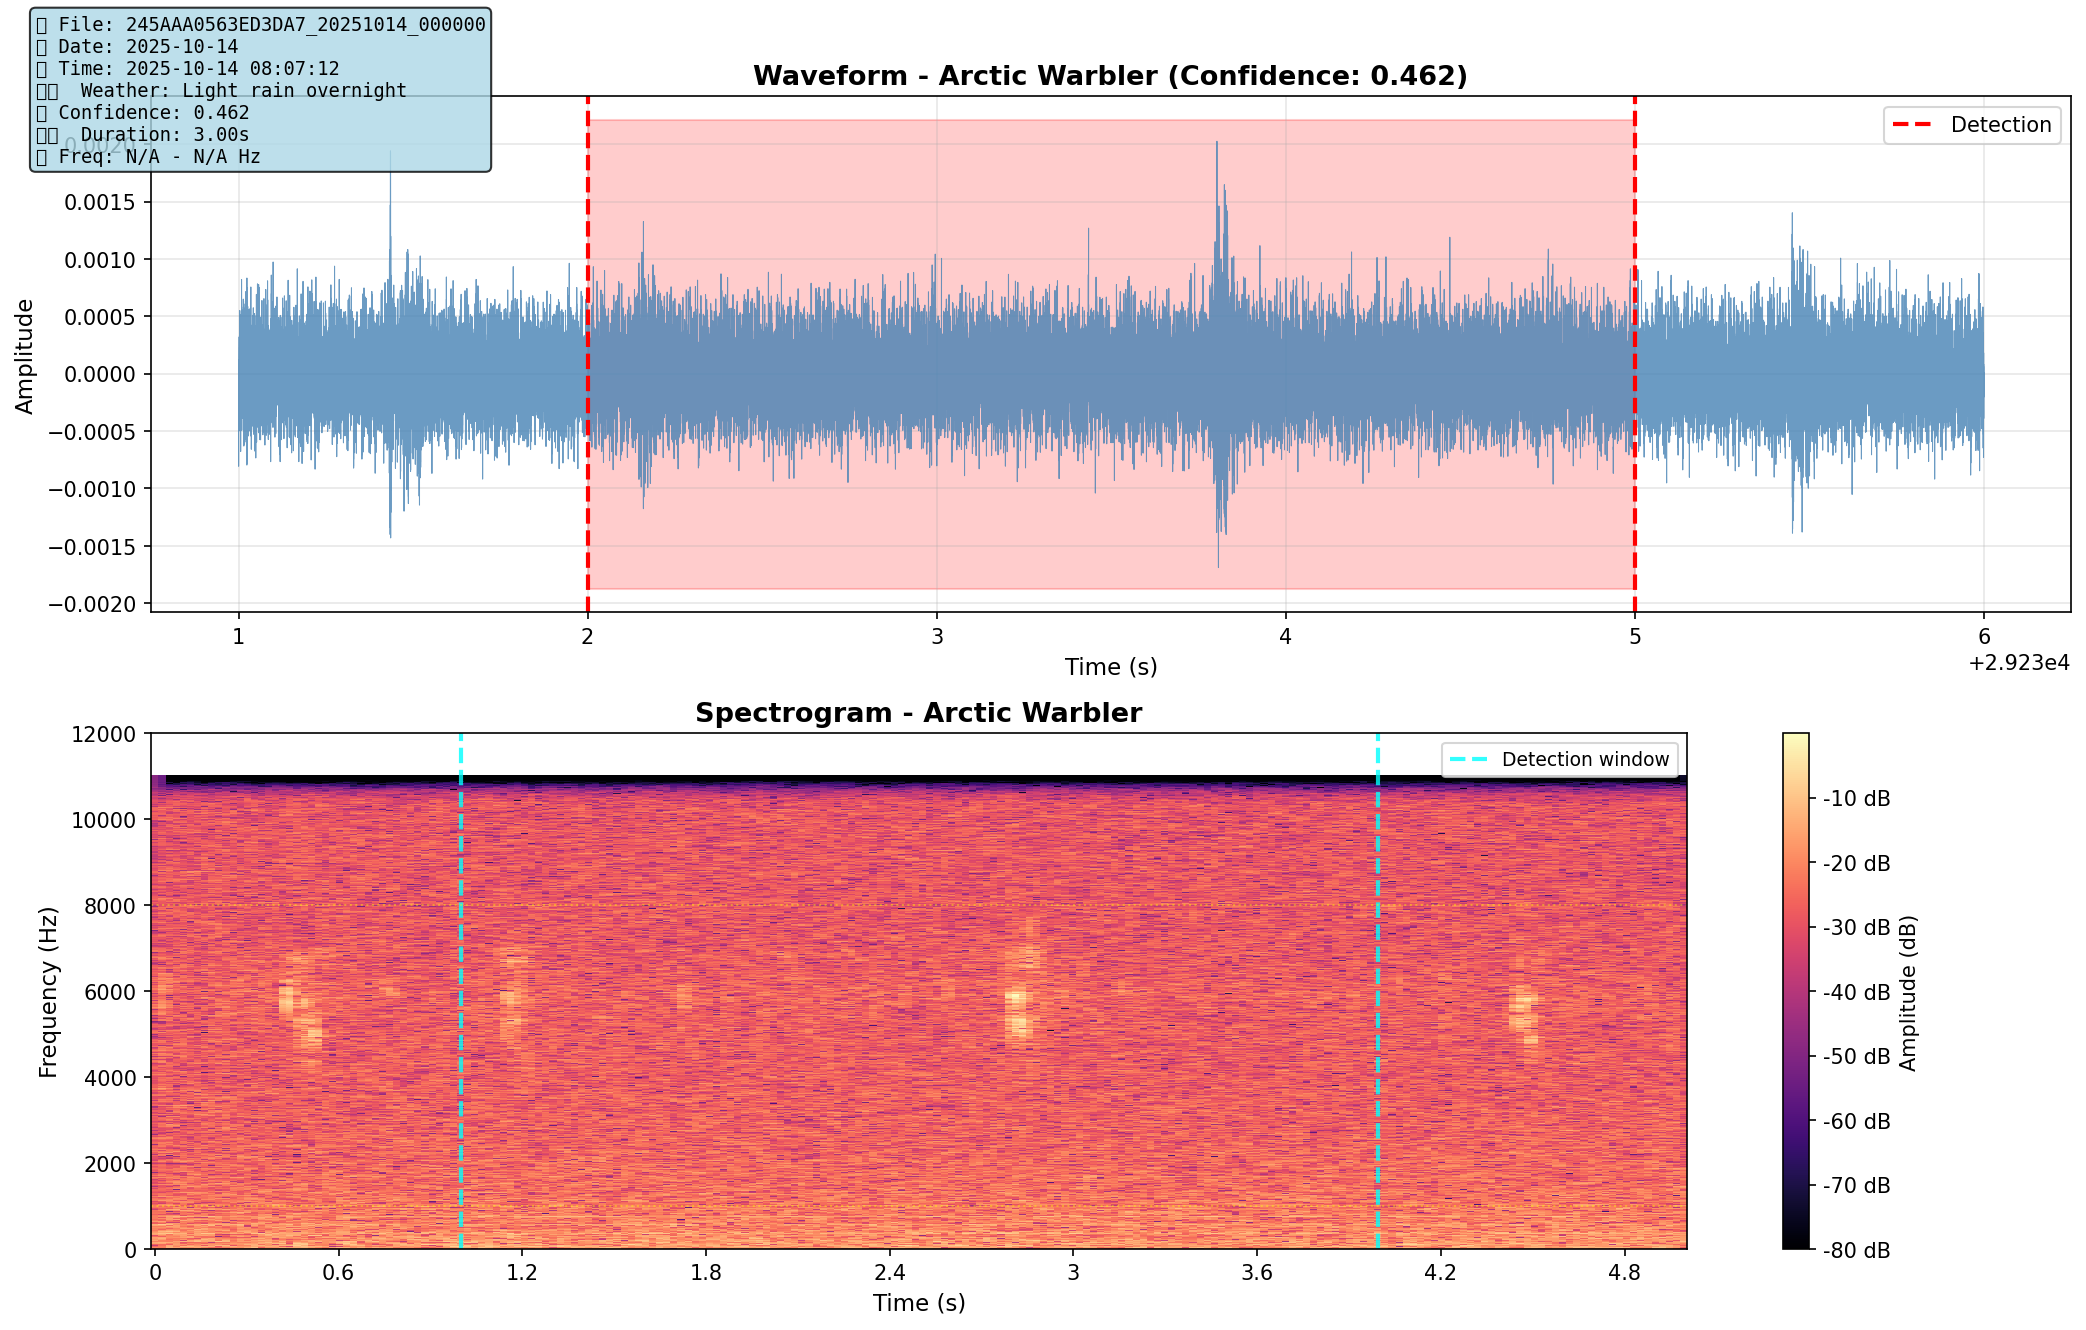 File: 245AAA0563ED3DA7_20251014_000000
Date: 2025-10-14
Time: 2025-10-14 08:07:12
Weather: Light rain overnight
Confidence: 0.462
Duration: 3.00s
Freq: N/A - N/A Hz
Waveform - Arctic Warbler (Confidence: 0.462)
Detection
Amplitude
0.0020
0.0015
0.0010
0.0005
0.0000
−0.0005
−0.0010
−0.0015
−0.0020
1 2 3 4 5 6
Time (s)
+2.923e4
Spectrogram - Arctic Warbler
Detection window
Frequency (Hz)
12000
10000
8000
6000
4000
2000
0
0 0.6 1.2 1.8 2.4 3 3.6 4.2 4.8
Time (s)
-10 dB
-20 dB
-30 dB
-40 dB
-50 dB
-60 dB
-70 dB
-80 dB
Amplitude (dB)